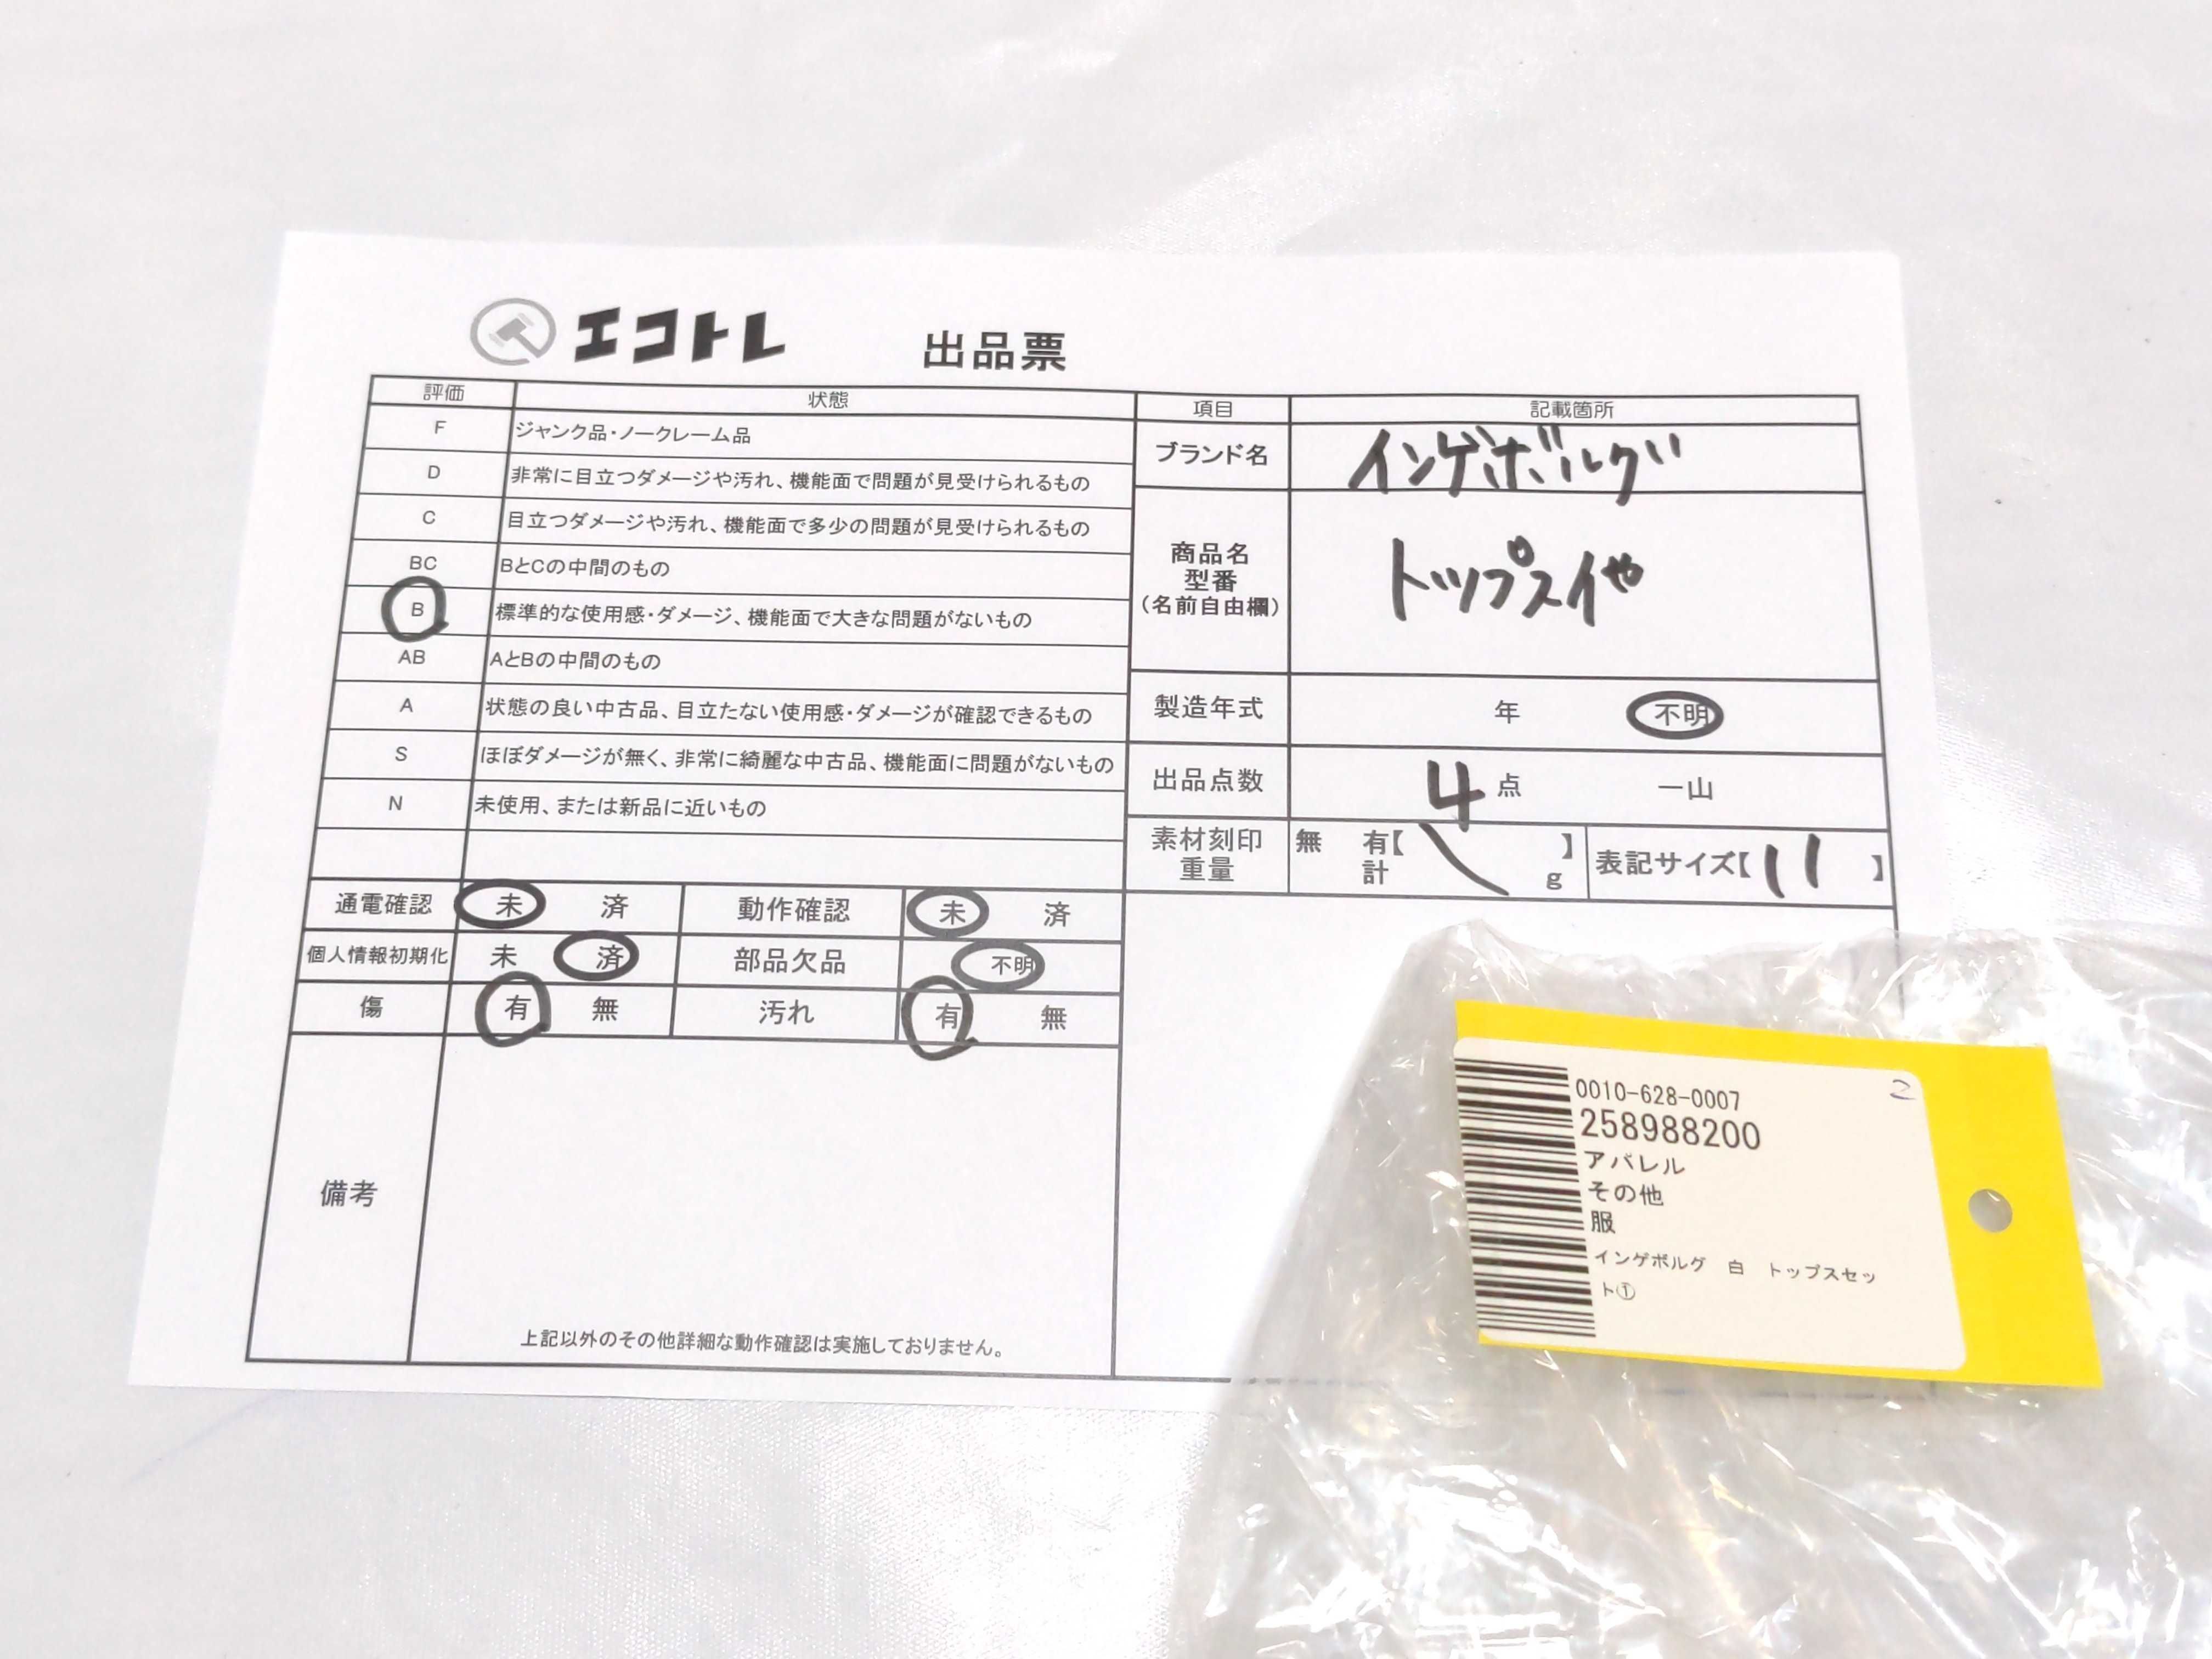 エコトレ 出品票
評価 状態
F ジャンク品・ノークレーム品
D 非常に目立つダメージや汚れ、機能面で問題が見受けられるもの
C 目立つダメージや汚れ、機能面で多少の問題が見受けられるもの
BC BとCの中間のもの
B 標準的な使用感・ダメージ、機能面で大きな問題がないもの
AB AとBの中間のもの
A 状態の良い中古品、目立たない使用感・ダメージが確認できるもの
S ほぼダメージが無く、非常に綺麗な中古品、機能面に問題がないもの
N 未使用、または新品に近いもの
通電確認 未 済 動作確認 未 済
個人情報初期化 未 済 部品欠品 不明
傷 有 無 汚れ 有 無
備考
上記以外のその他詳細な動作確認は実施しておりません。
項目 記載箇所
ブランド名 インゲボルグ
商品名
型番
(名前自由欄)
トップス他
製造年式 年 不明
出品点数 4 点 一山
素材刻印 無 有【 】
重量 計 g
表記サイズ【11 】
0010-628-0007 2
258988200
アパレル
その他
服
インゲボルグ 白 トップスセッ
ト①